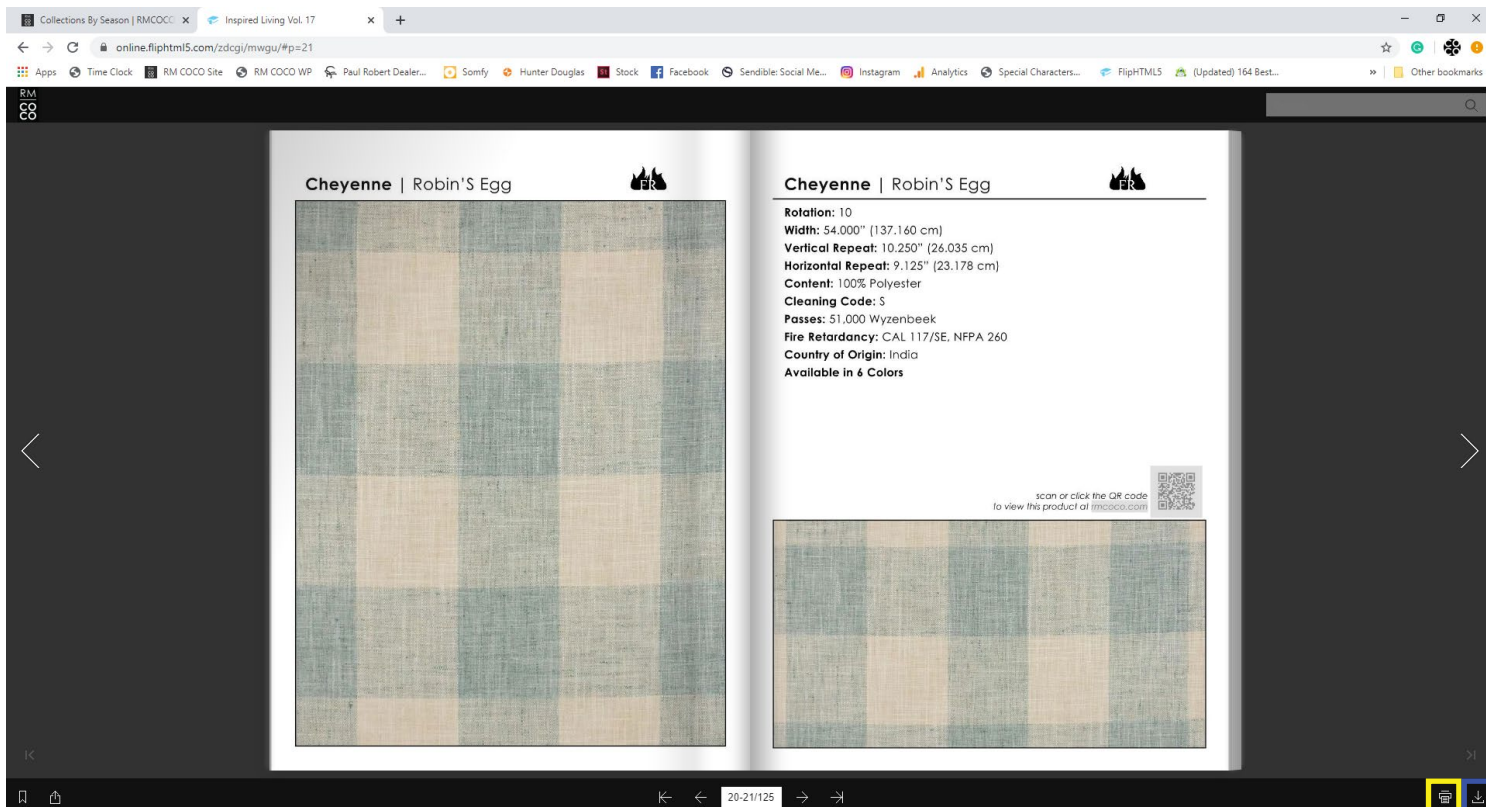 Collections By Season | RMCOCO
Inspired Living Vol. 17
online.fliphtml5.com/zdcgi/mwgu/#p=21
Apps
Time Clock
RM COCO Site
RM COCO WP
Paul Robert Dealer...
Somfy
Hunter Douglas
St Stock
Facebook
Sendible: Social Me...
Instagram
Analytics
Special Characters...
FlipHTML5
(Updated) 164 Best...
»
Other bookmarks
RM
CO
CO
Cheyenne | Robin'S Egg
FR
Cheyenne | Robin'S Egg
FR
Rotation: 10
Width: 54.000" (137.160 cm)
Vertical Repeat: 10.250" (26.035 cm)
Horizontal Repeat: 9.125" (23.178 cm)
Content: 100% Polyester
Cleaning Code: S
Passes: 51,000 Wyzenbeek
Fire Retardancy: CAL 117/SE, NFPA 260
Country of Origin: India
Available in 6 Colors
scan or click the QR code
to view this product at rmcoco.com
20-21/125